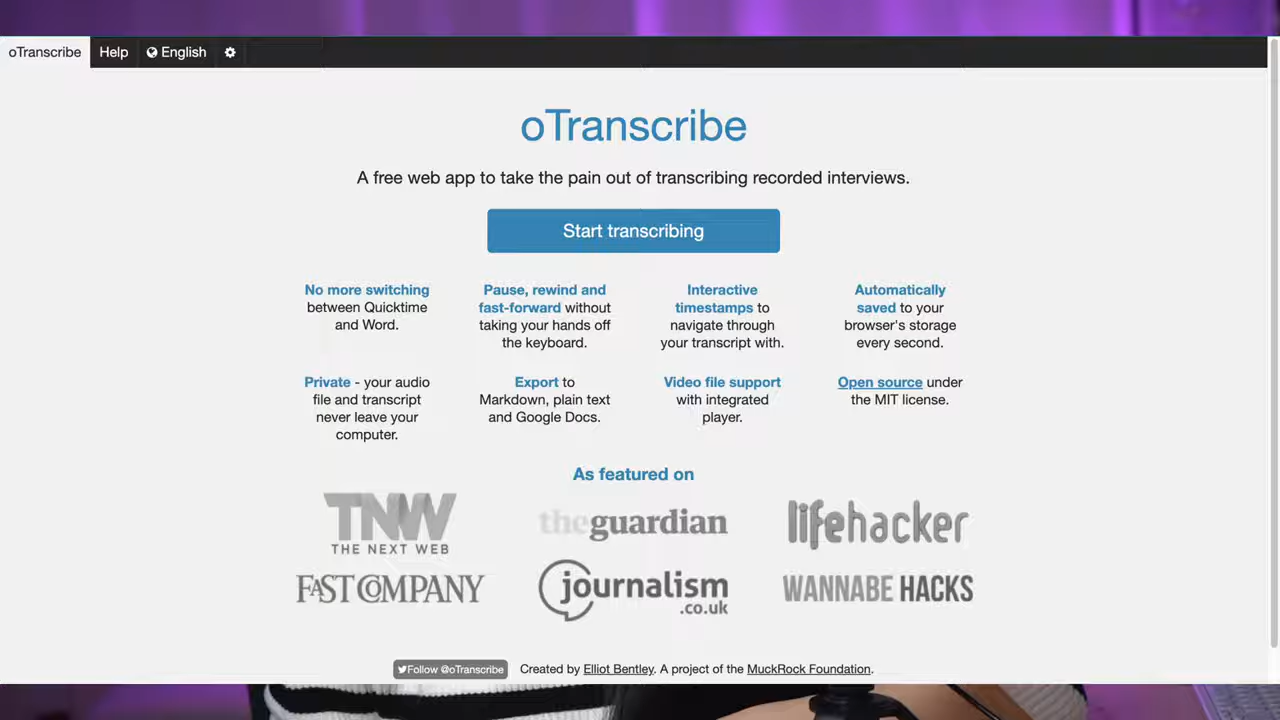 oTranscribe
Help
English
oTranscribe
A free web app to take the pain out of transcribing recorded interviews.
Start transcribing
No more switching
between Quicktime
and Word.
Pause, rewind and
fast-forward without
taking your hands off
the keyboard.
Interactive
timestamps to
navigate through
your transcript with.
Automatically
saved to your
browser's storage
every second.
Private - your audio
file and transcript
never leave your
computer.
Export to
Markdown, plain text
and Google Docs.
Video file support
with integrated
player.
Open source under
the MIT license.
As featured on
TNW
THE NEXT WEB
theguardian
lifehacker
FAST COMPANY
journalism
.co.uk
WANNABE HACKS
Follow @oTranscribe
Created by Elliot Bentley. A project of the MuckRock Foundation.